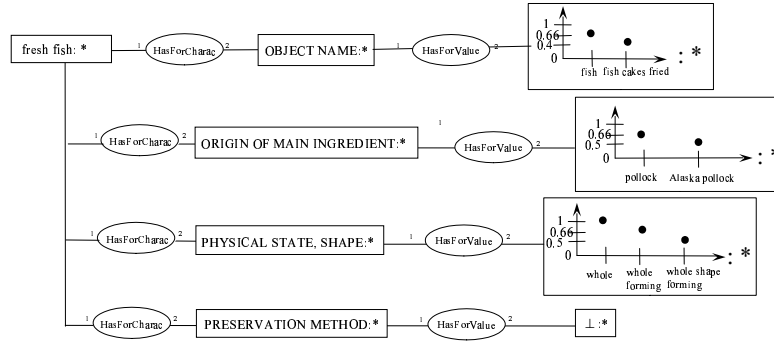 fresh fish: *
1 HasForCharac 2
OBJECT NAME:*
1 HasForValue 2
1
0.66
0.4
0
fish fish cakes fried
: *
1 HasForCharac 2
ORIGIN OF MAIN INGREDIENT:*
1 HasForValue 2
1
0.66
0.5
0
pollock Alaska pollock
: *
1 HasForCharac 2
PHYSICAL STATE, SHAPE:*
1 HasForValue 2
1
0.66
0.5
0
whole whole whole shape
forming forming
: *
1 HasForCharac 2
PRESERVATION METHOD:*
1 HasForValue 2
⊥:*